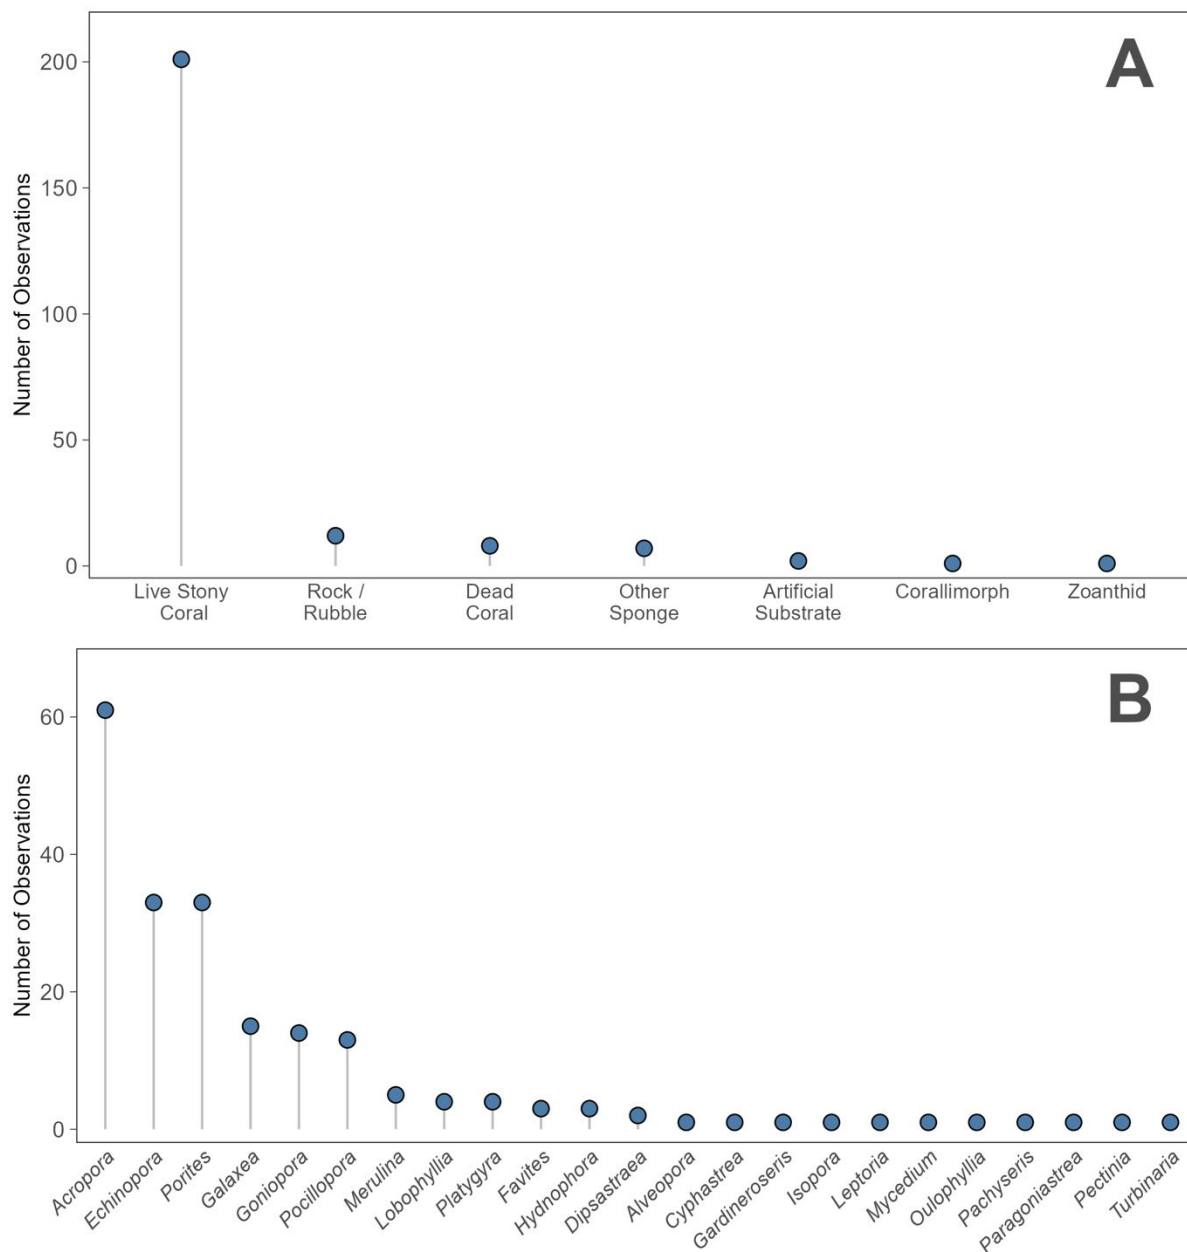 A
Number of Observations
200
150
100
50
0
Live Stony
Coral
Rock /
Rubble
Dead
Coral
Other
Sponge
Artificial
Substrate
Corallimorph
Zoanthid
B
Number of Observations
60
40
20
0
Acropora
Echinopora
Porites
Galaxea
Goniopora
Pocillopora
Merulina
Lobophyllia
Platygyra
Favites
Hydnophora
Dipsastraea
Alveopora
Cyphastrea
Gardineroseris
Isopora
Leptoria
Mycedium
Oulophyllia
Pachyseris
Paragoniastrea
Pectinia
Turbinaria